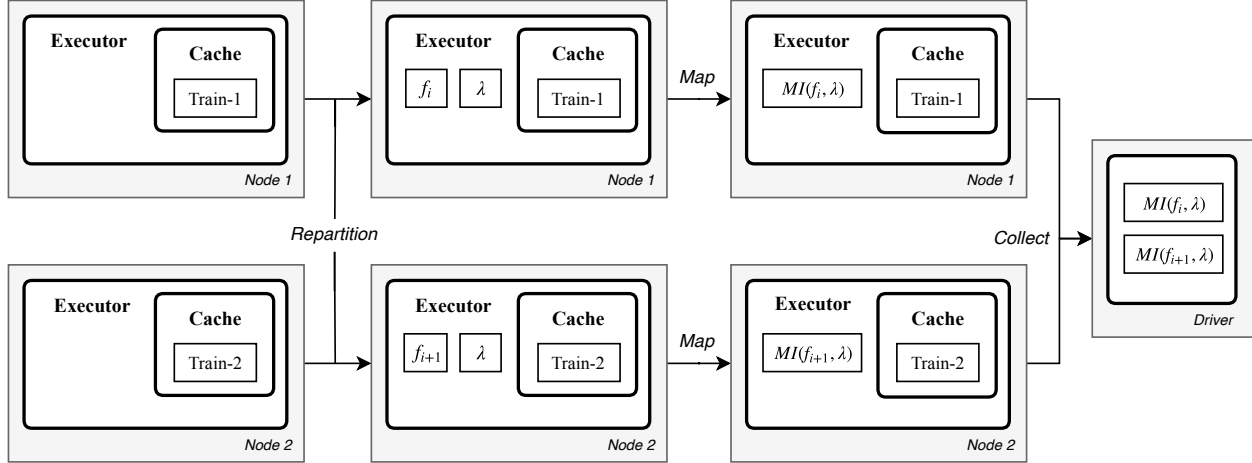 Executor
Cache
Train-1
Node 1
Executor
Cache
f_i
λ
Train-1
Node 1
Map
Executor
Cache
MI(f_i, λ)
Train-1
Node 1
Repartition
Executor
Cache
Train-2
Node 2
Executor
Cache
f_{i+1}
λ
Train-2
Node 2
Map
Executor
Cache
MI(f_{i+1}, λ)
Train-2
Node 2
Collect
MI(f_i, λ)
MI(f_{i+1}, λ)
Driver